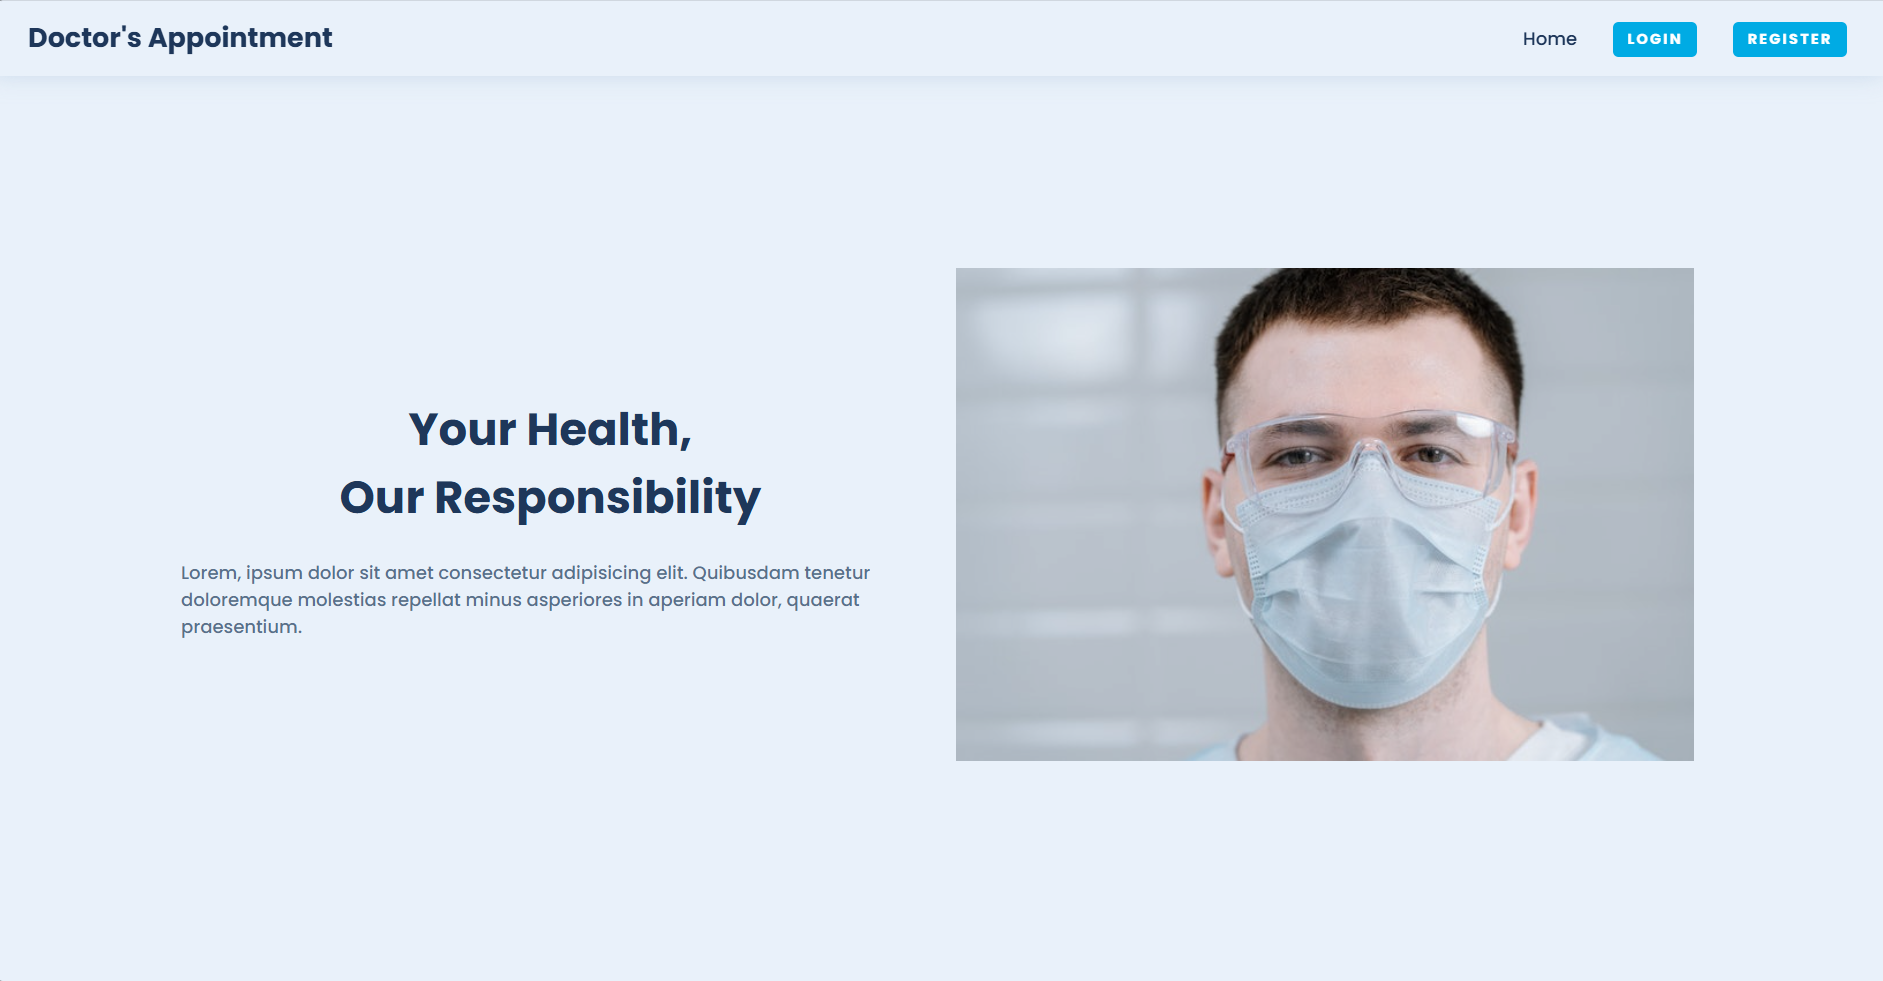 Doctor's Appointment
Home
LOGIN
REGISTER
Your Health,
Our Responsibility
Lorem, ipsum dolor sit amet consectetur adipisicing elit. Quibusdam tenetur
doloremque molestias repellat minus asperiores in aperiam dolor, quaerat
praesentium.